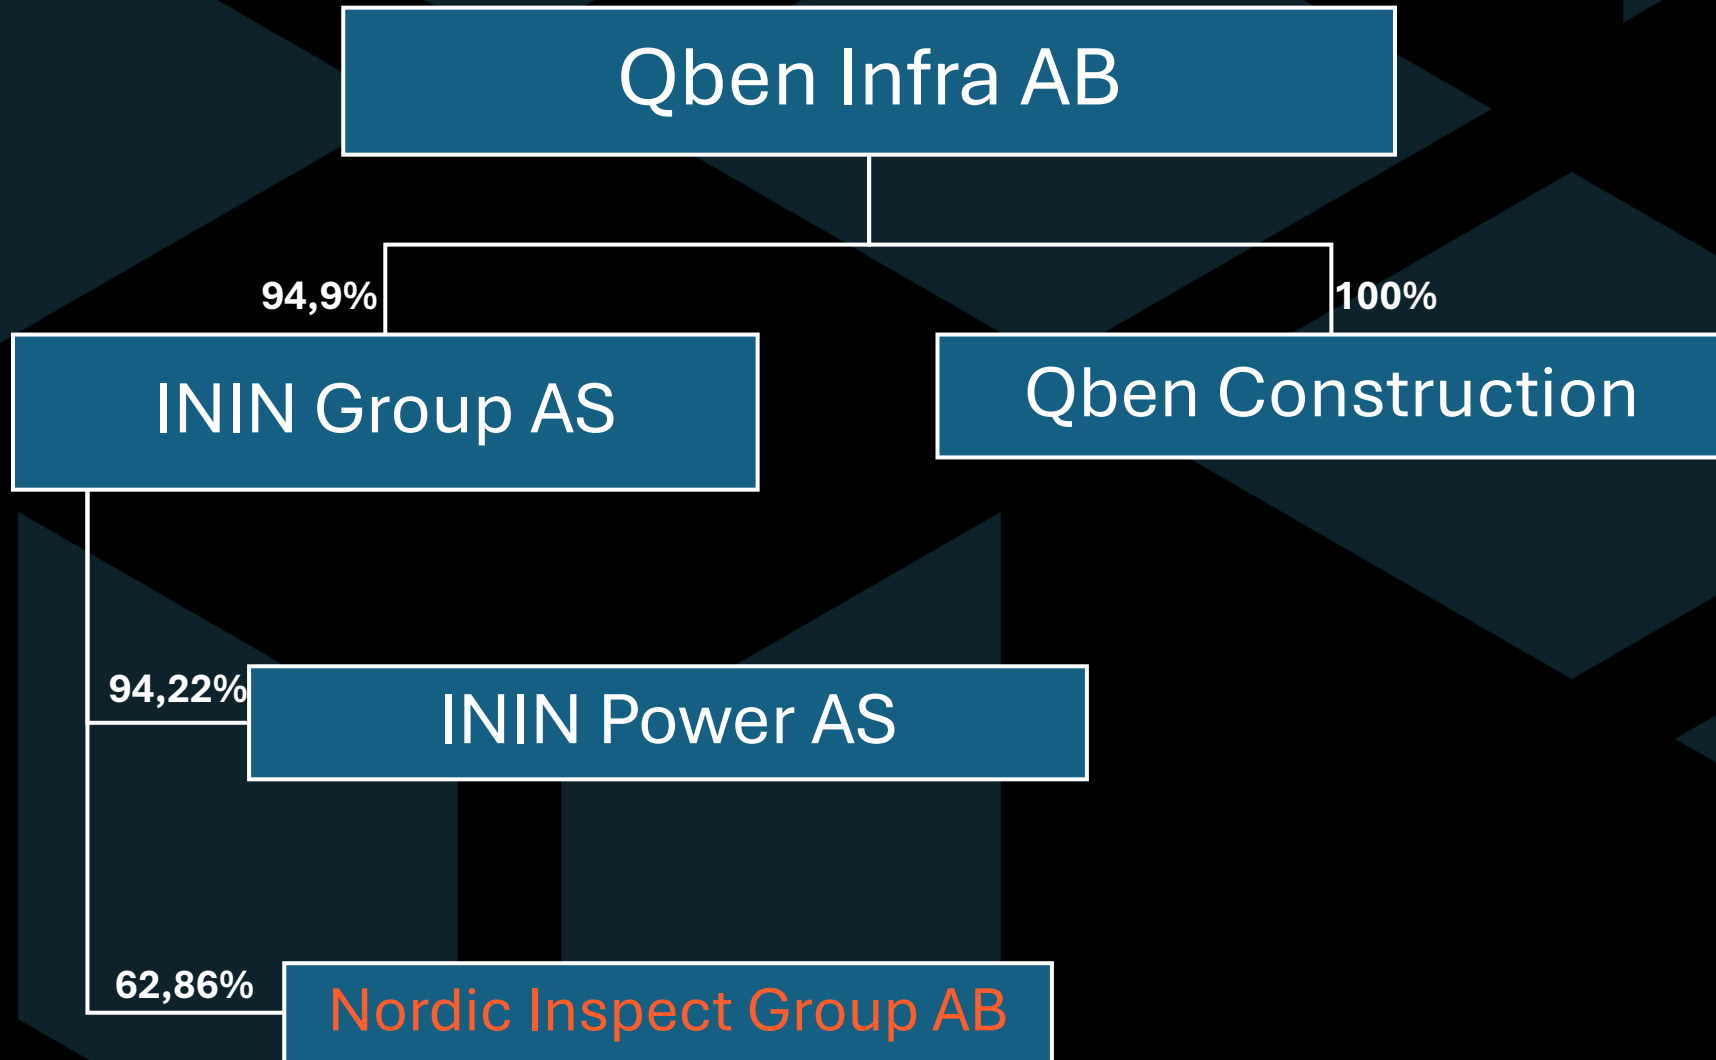 Qben Infra AB
94,9%
100%
ININ Group AS
Qben Construction
94,22%
ININ Power AS
62,86%
Nordic Inspect Group AB